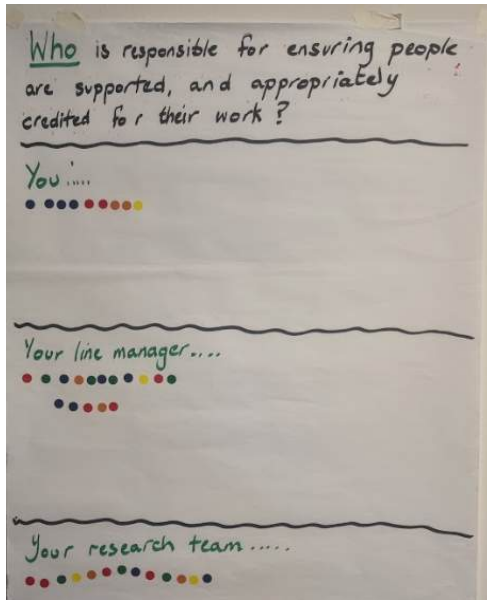 Who is responsible for ensuring people
are supported, and appropriately
credited for their work?
You.....
Your line manager....
Your research team.....